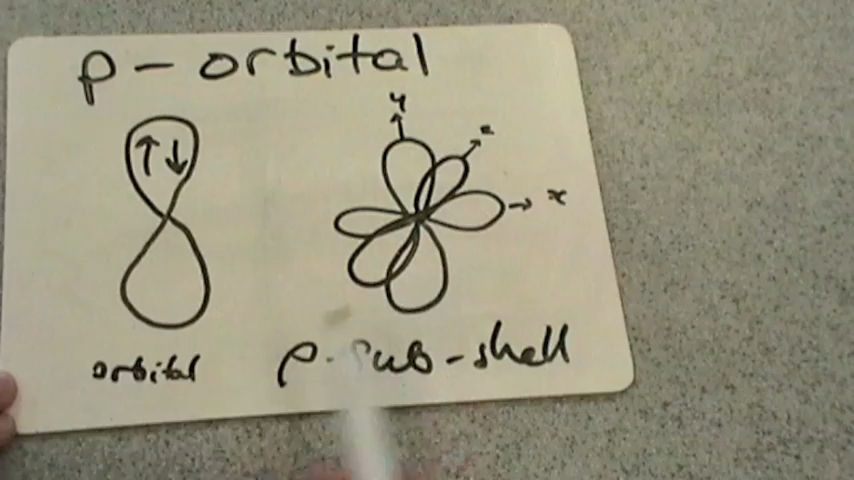 p - orbital
y
z
x
orbital
p-sub-shell